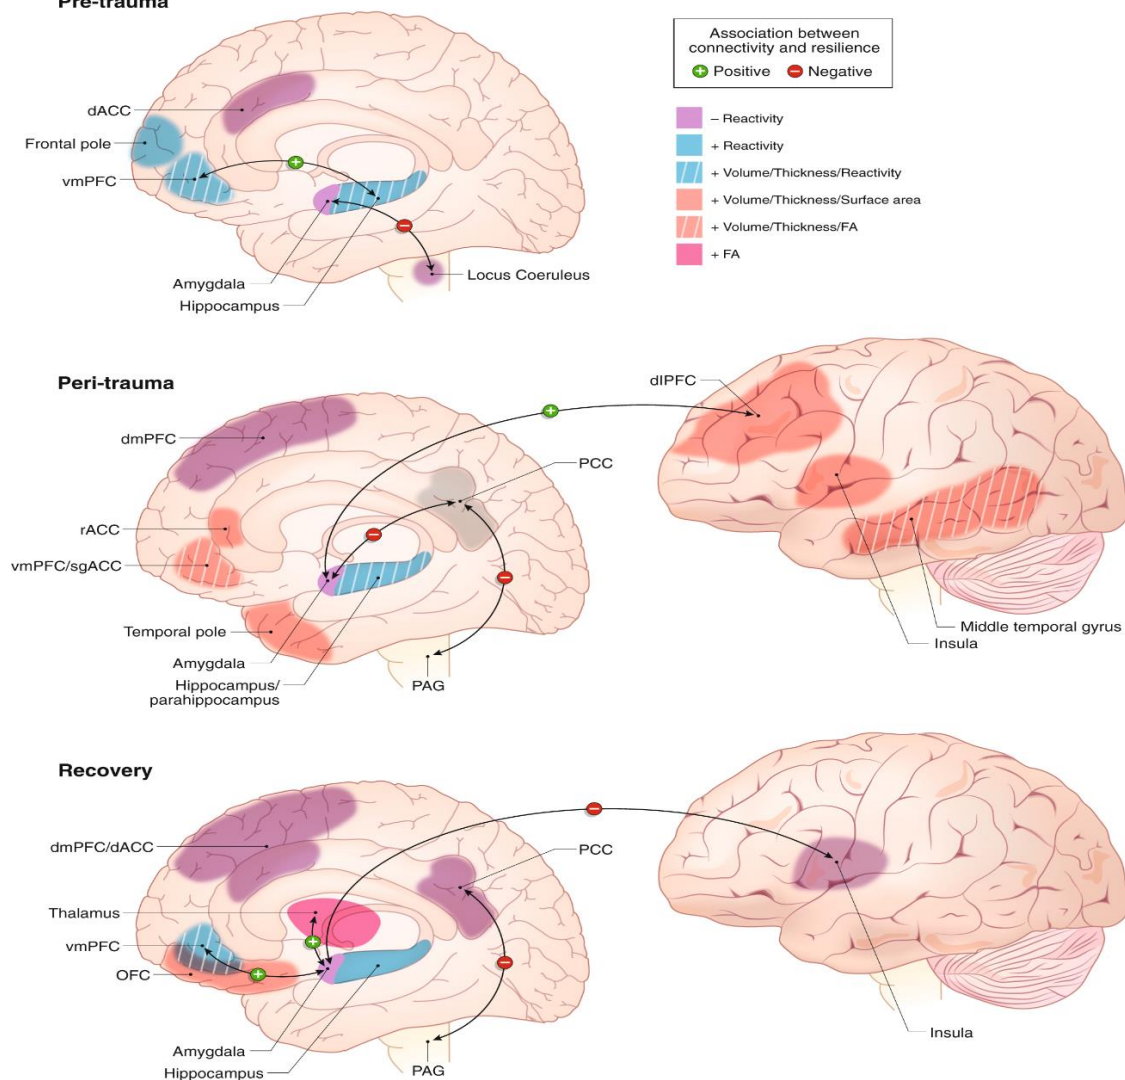 Pre-trauma
Association between
connectivity and resilience
Positive
Negative
– Reactivity
+ Reactivity
+ Volume/Thickness/Reactivity
+ Volume/Thickness/Surface area
+ Volume/Thickness/FA
+ FA
dACC
Frontal pole
vmPFC
Amygdala
Hippocampus
Locus Coeruleus
Peri-trauma
dmPFC
rACC
vmPFC/sgACC
Temporal pole
Amygdala
Hippocampus/
parahippocampus
PAG
PCC
dlPFC
Middle temporal gyrus
Insula
Recovery
dmPFC/dACC
Thalamus
vmPFC
OFC
Amygdala
Hippocampus
PAG
PCC
Insula